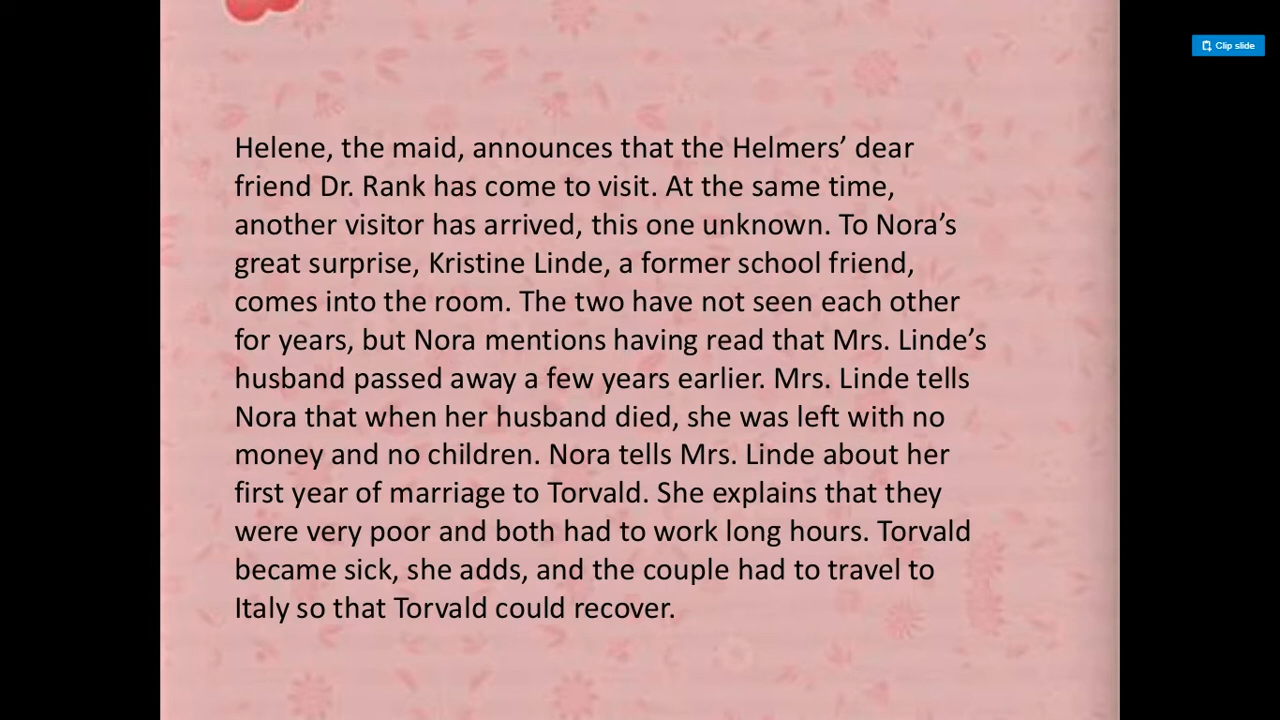 Clip slide
Helene, the maid, announces that the Helmers’ dear
friend Dr. Rank has come to visit. At the same time,
another visitor has arrived, this one unknown. To Nora’s
great surprise, Kristine Linde, a former school friend,
comes into the room. The two have not seen each other
for years, but Nora mentions having read that Mrs. Linde’s
husband passed away a few years earlier. Mrs. Linde tells
Nora that when her husband died, she was left with no
money and no children. Nora tells Mrs. Linde about her
first year of marriage to Torvald. She explains that they
were very poor and both had to work long hours. Torvald
became sick, she adds, and the couple had to travel to
Italy so that Torvald could recover.